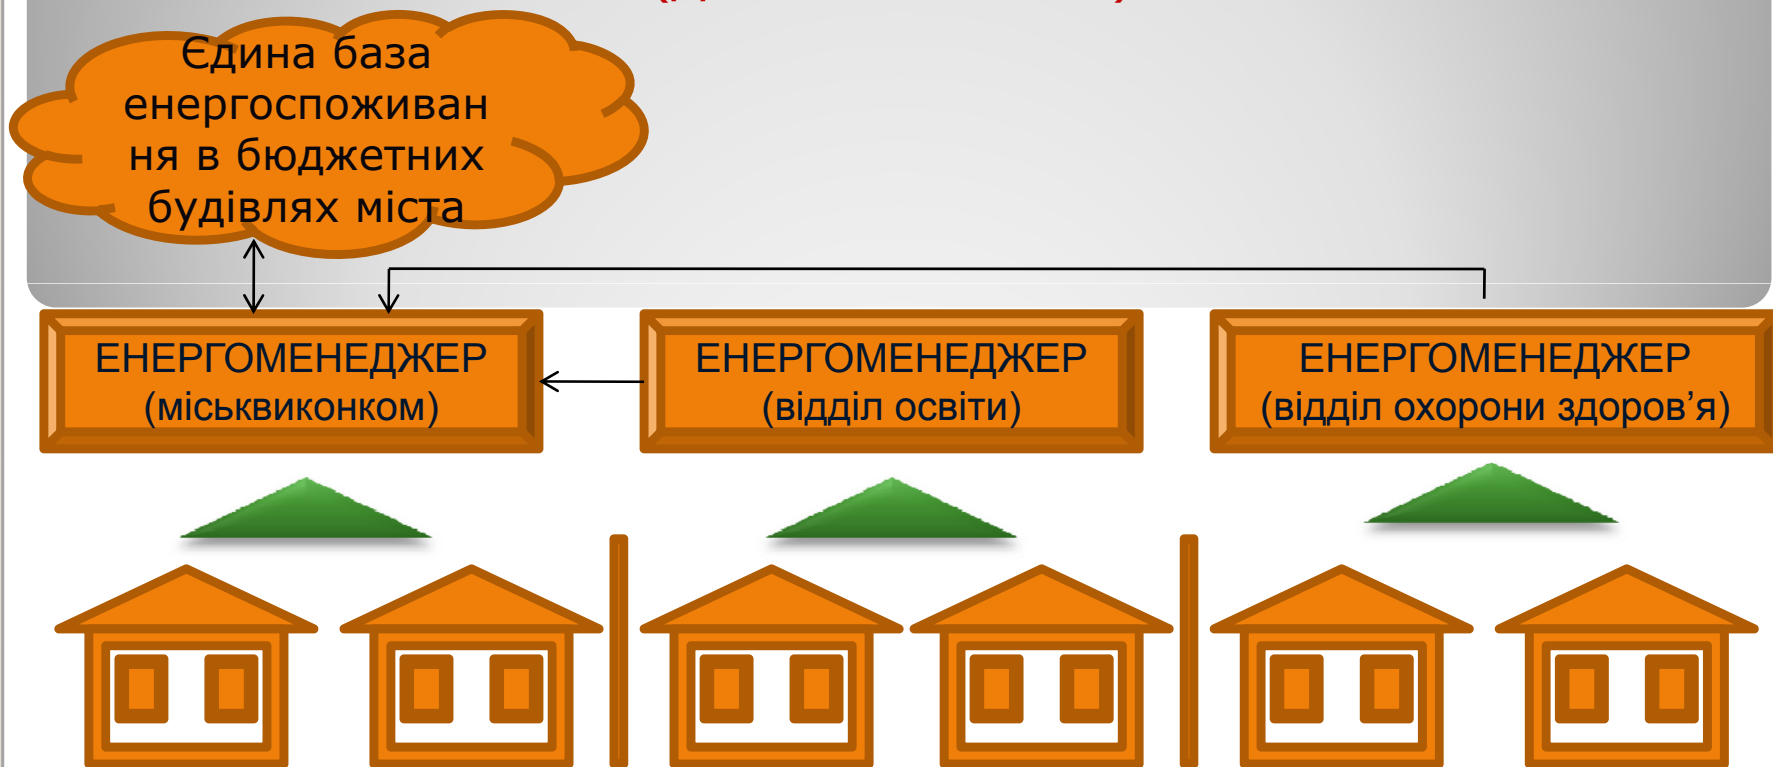 Єдина база
енергоспоживан
ня в бюджетних
будівлях міста
ЕНЕРГОМЕНЕДЖЕР
(міськвиконком)
ЕНЕРГОМЕНЕДЖЕР
(відділ освіти)
ЕНЕРГОМЕНЕДЖЕР
(відділ охорони здоров’я)